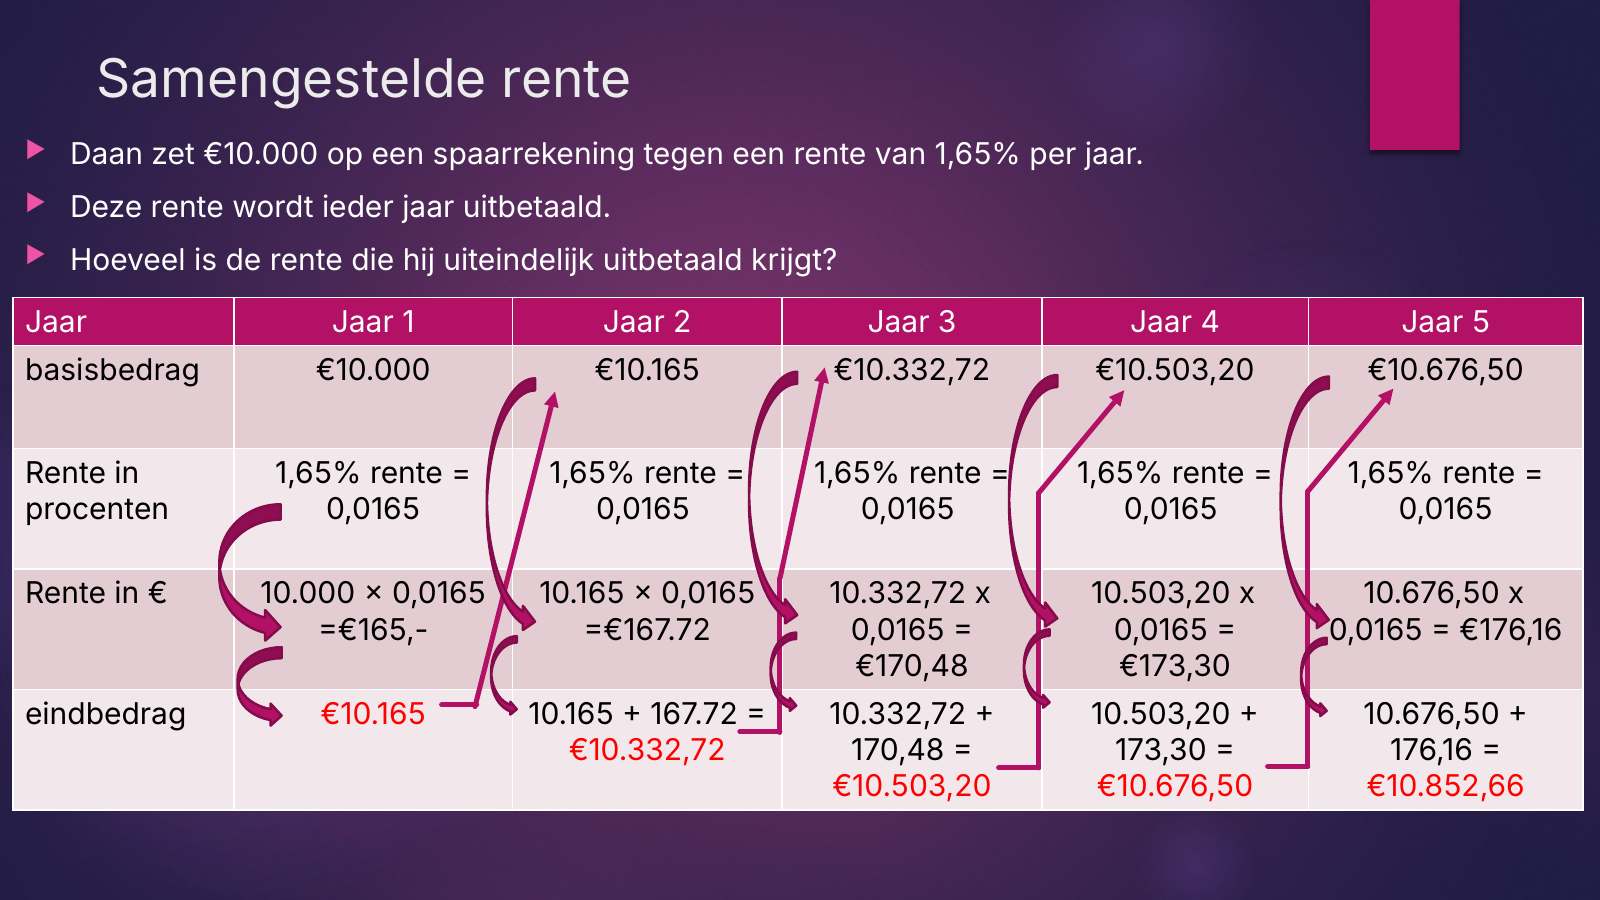 Samengestelde rente
Daan zet €10.000 op een spaarrekening tegen een rente van 1,65% per jaar.
Deze rente wordt ieder jaar uitbetaald.
Hoeveel is de rente die hij uiteindelijk uitbetaald krijgt?
Jaar Jaar 1 Jaar 2 Jaar 3 Jaar 4 Jaar 5
basisbedrag €10.000 €10.165 €10.332,72 €10.503,20 €10.676,50
Rente in 1,65% rente = 1,65% rente = 1,65% rente = 1,65% rente = 1,65% rente =
procenten 0,0165 0,0165 0,0165 0,0165 0,0165
Rente in € 10.000 × 0,0165 10.165 × 0,0165 10.332,72 x 10.503,20 x 10.676,50 x
=€165,- =€167.72 0,0165 = 0,0165 = 0,0165 = €176,16
€170,48 €173,30
eindbedrag €10.165 10.165 + 167.72 = 10.332,72 + 10.503,20 + 10.676,50 +
€10.332,72 170,48 = 173,30 = 176,16 =
€10.503,20 €10.676,50 €10.852,66